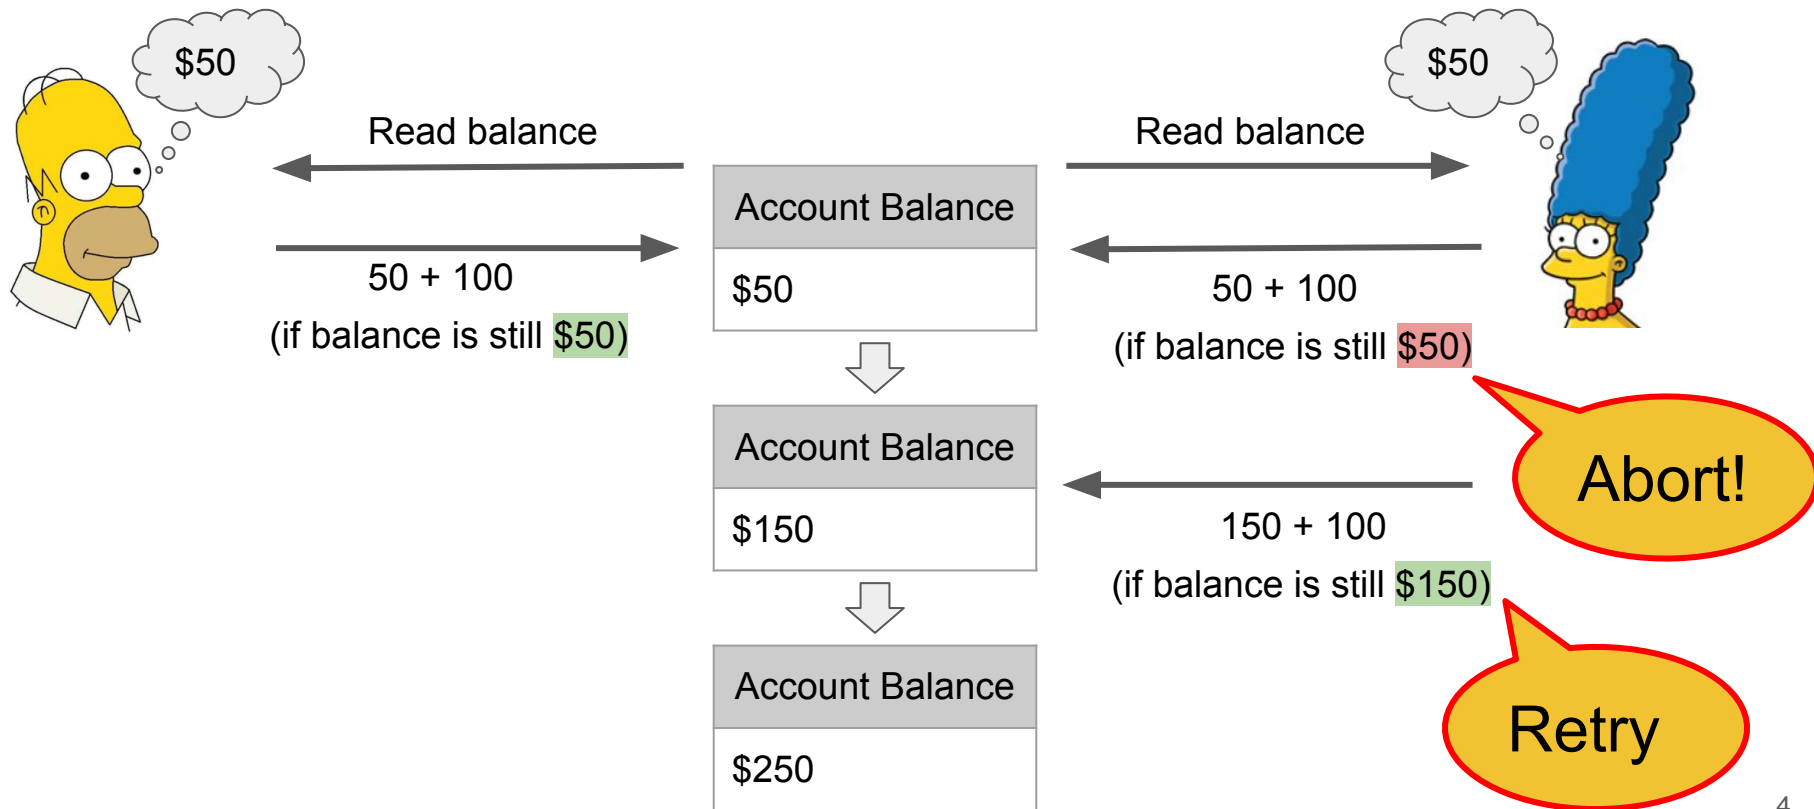 $50
$50
Read balance
Read balance
Account Balance
$50
50 + 100
(if balance is still $50)
50 + 100
(if balance is still $50)
Abort!
Account Balance
$150
150 + 100
(if balance is still $150)
Retry
Account Balance
$250
4